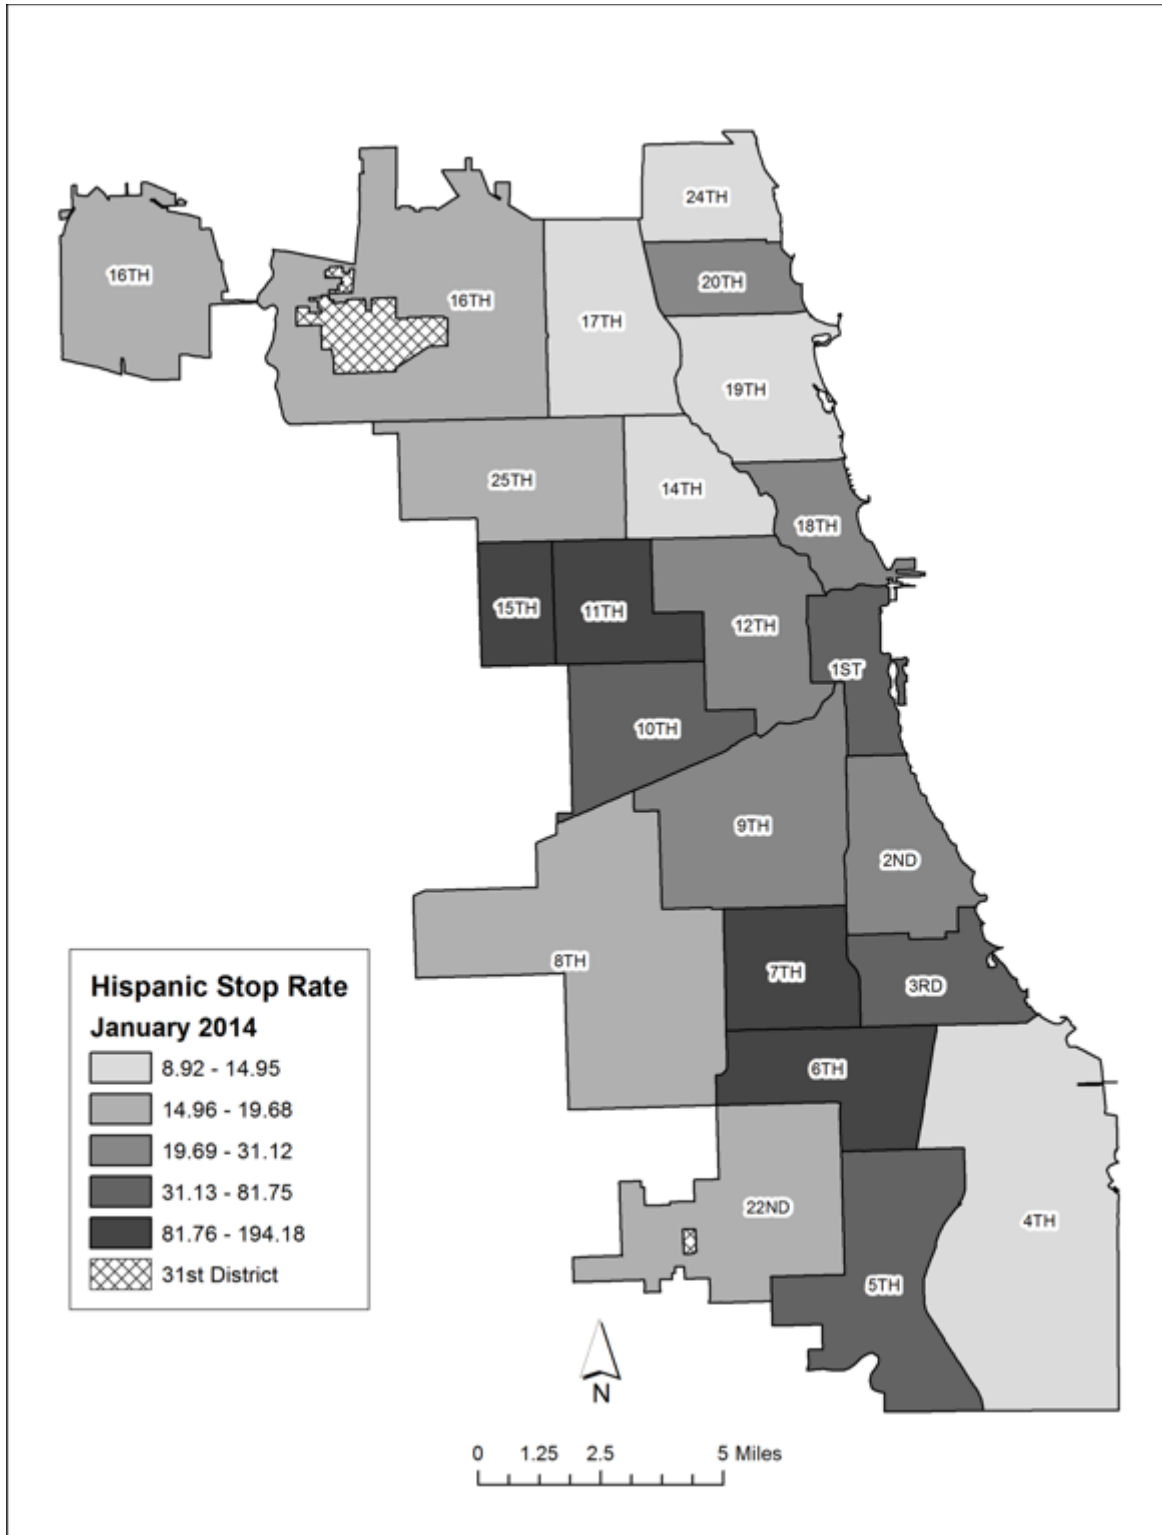 24TH
20TH
16TH
16TH
17TH
19TH
25TH
14TH
18TH
15TH
11TH
12TH
1ST
10TH
9TH
2ND
8TH
7TH
3RD
6TH
22ND
4TH
5TH
Hispanic Stop Rate
January 2014
8.92 - 14.95
14.96 - 19.68
19.69 - 31.12
31.13 - 81.75
81.76 - 194.18
31st District
N
0 1.25 2.5 5 Miles